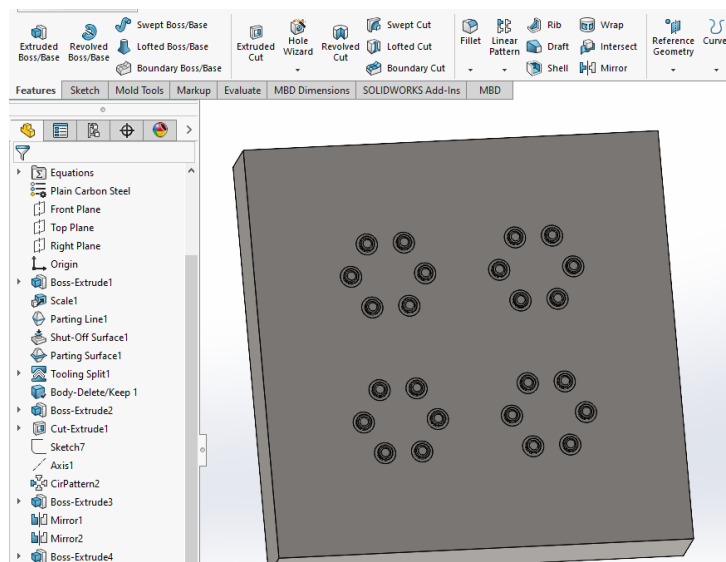 Extruded Boss/Base
Revolved Boss/Base
Swept Boss/Base
Lofted Boss/Base
Boundary Boss/Base
Extruded Cut
Hole Wizard
Revolved Cut
Swept Cut
Lofted Cut
Boundary Cut
Fillet
Linear Pattern
Rib
Draft
Shell
Wrap
Intersect
Mirror
Reference Geometry
Curve
Features
Sketch
Mold Tools
Markup
Evaluate
MBD Dimensions
SOLIDWORKS Add-Ins
MBD
Equations
Plain Carbon Steel
Front Plane
Top Plane
Right Plane
Origin
Boss-Extrude1
Scale1
Parting Line1
Shut-Off Surface1
Parting Surface1
Tooling Split1
Body-Delete/Keep 1
Boss-Extrude2
Cut-Extrude1
Sketch7
Axis1
CirPattern2
Boss-Extrude3
Mirror1
Mirror2
Boss-Extrude4